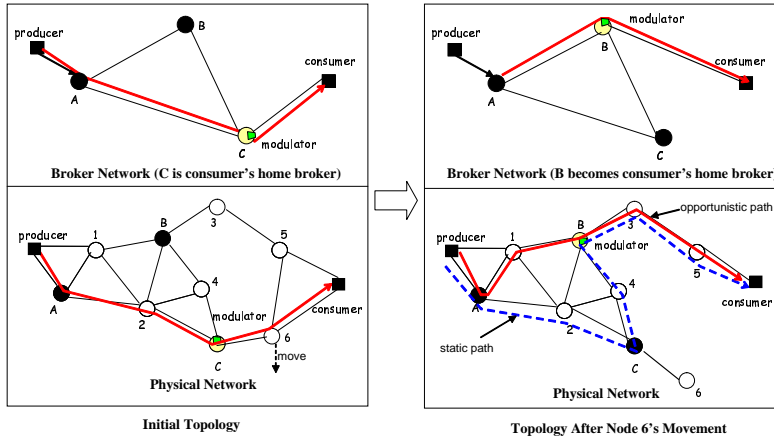 producer
B
consumer
A
C
modulator
Broker Network (C is consumer's home broker)
producer
1
B
3
5
4
consumer
A
2
modulator
6
C
move
Physical Network
Initial Topology
producer
modulator
B
consumer
A
C
Broker Network (B becomes consumer's home broker)
producer
1
B
3
opportunistic path
modulator
5
4
consumer
A
2
static path
C
6
Physical Network
Topology After Node 6's Movement